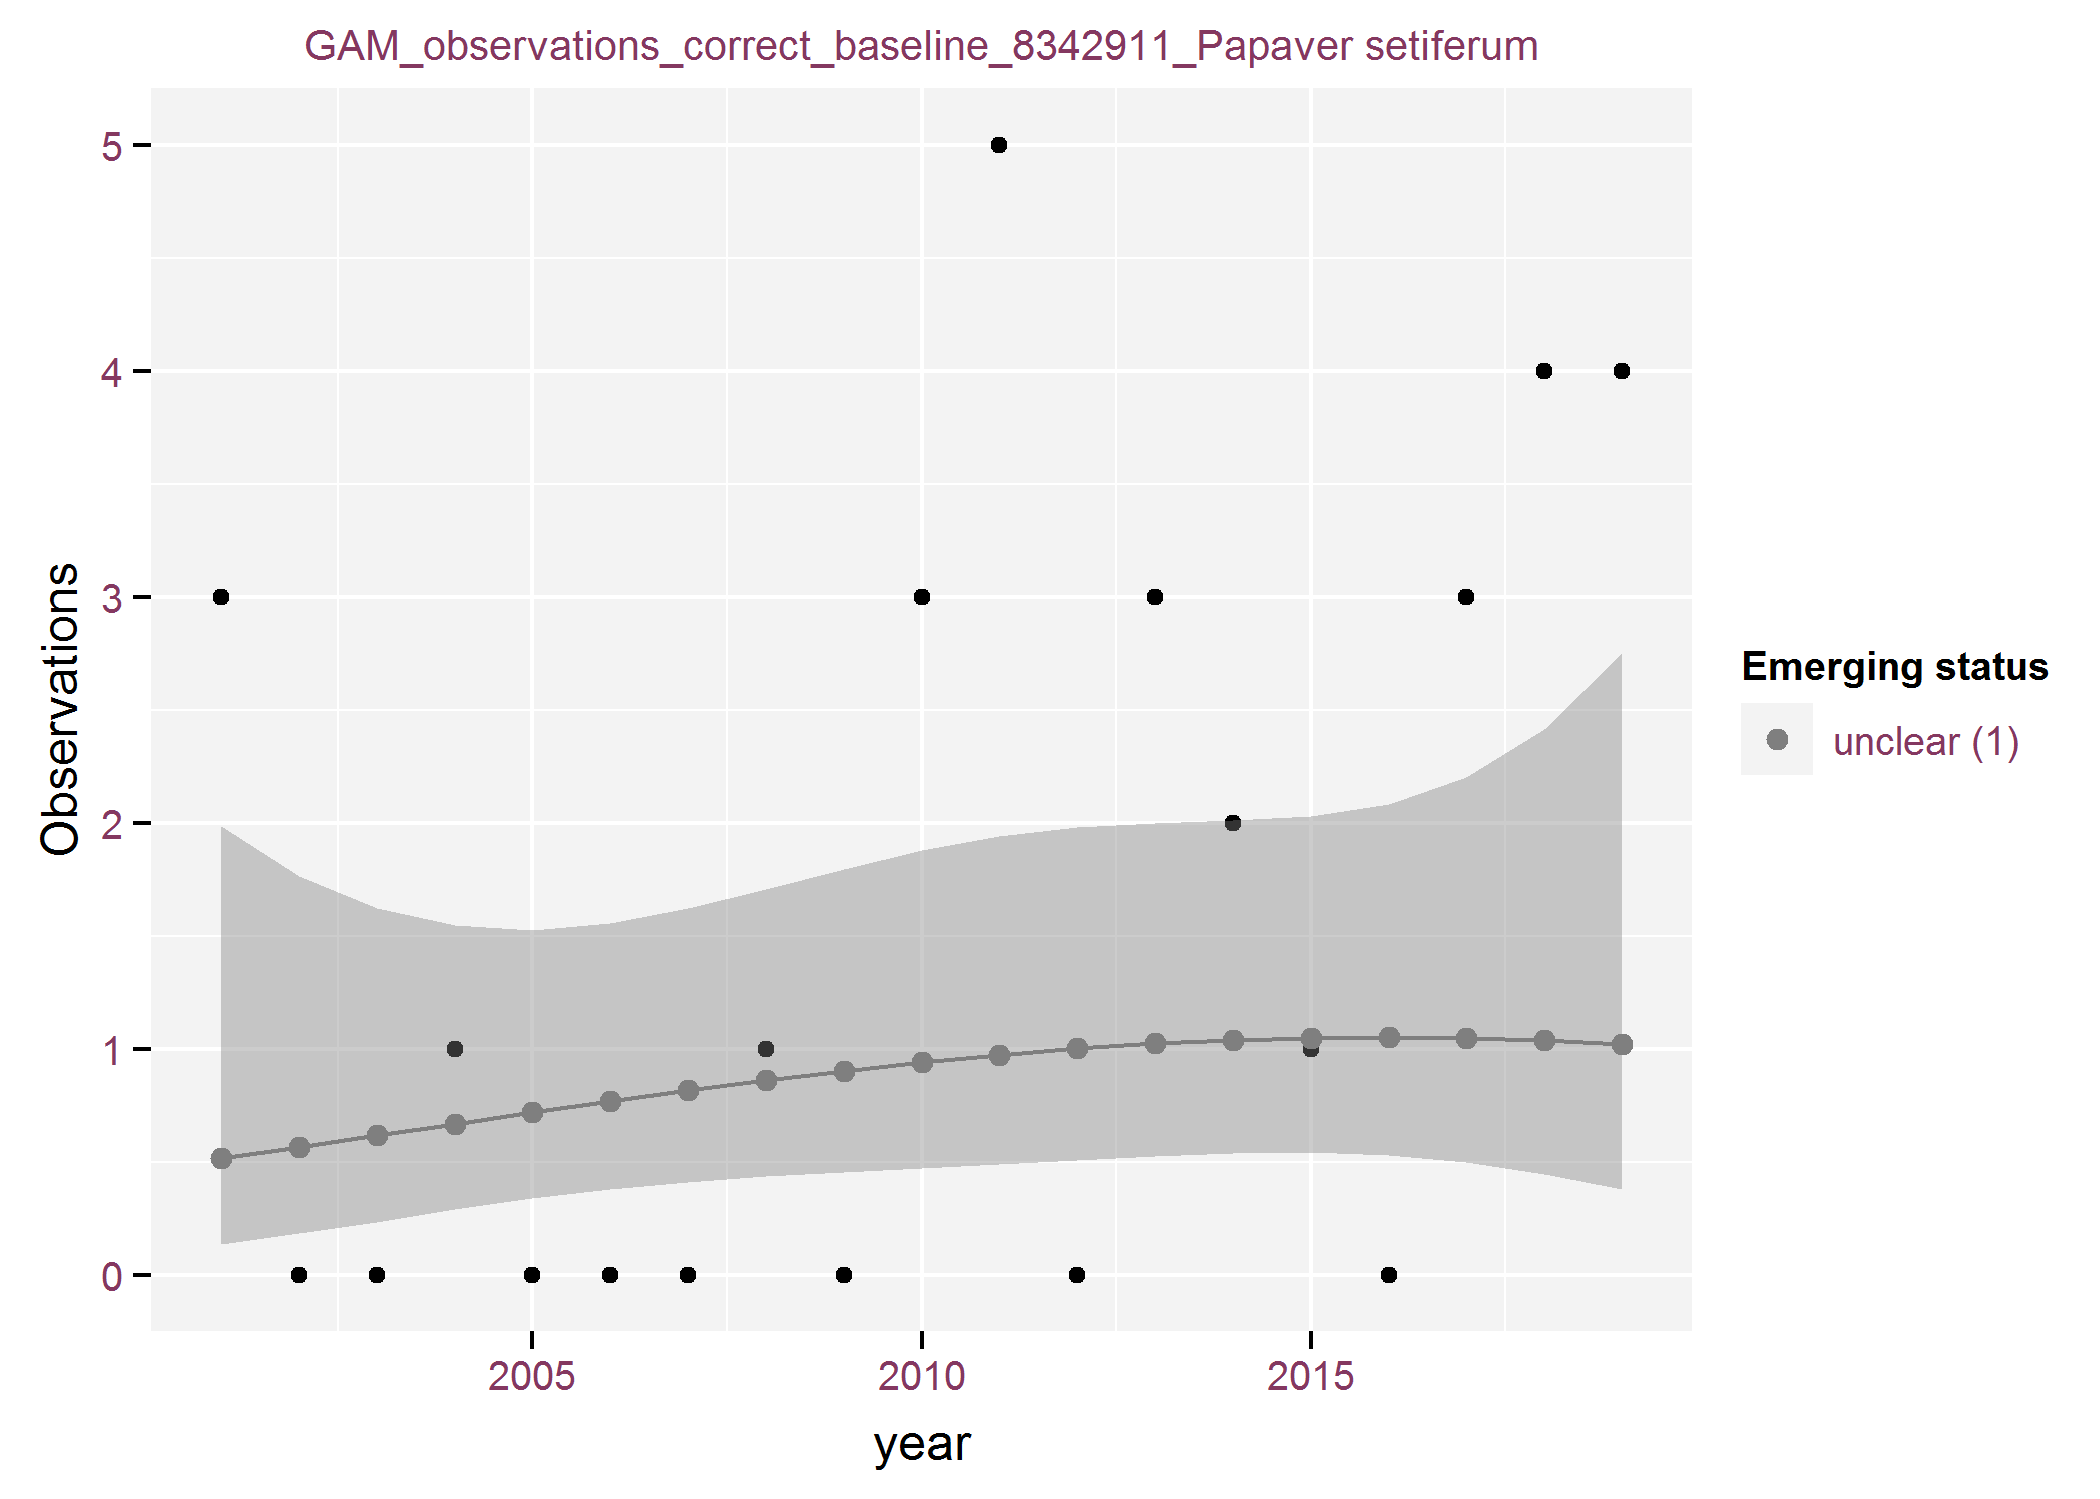 GAM_observations_correct_baseline_8342911_Papaver setiferum
5
4
3
2
1
0
Observations
2005
2010
2015
year
Emerging status
unclear (1)